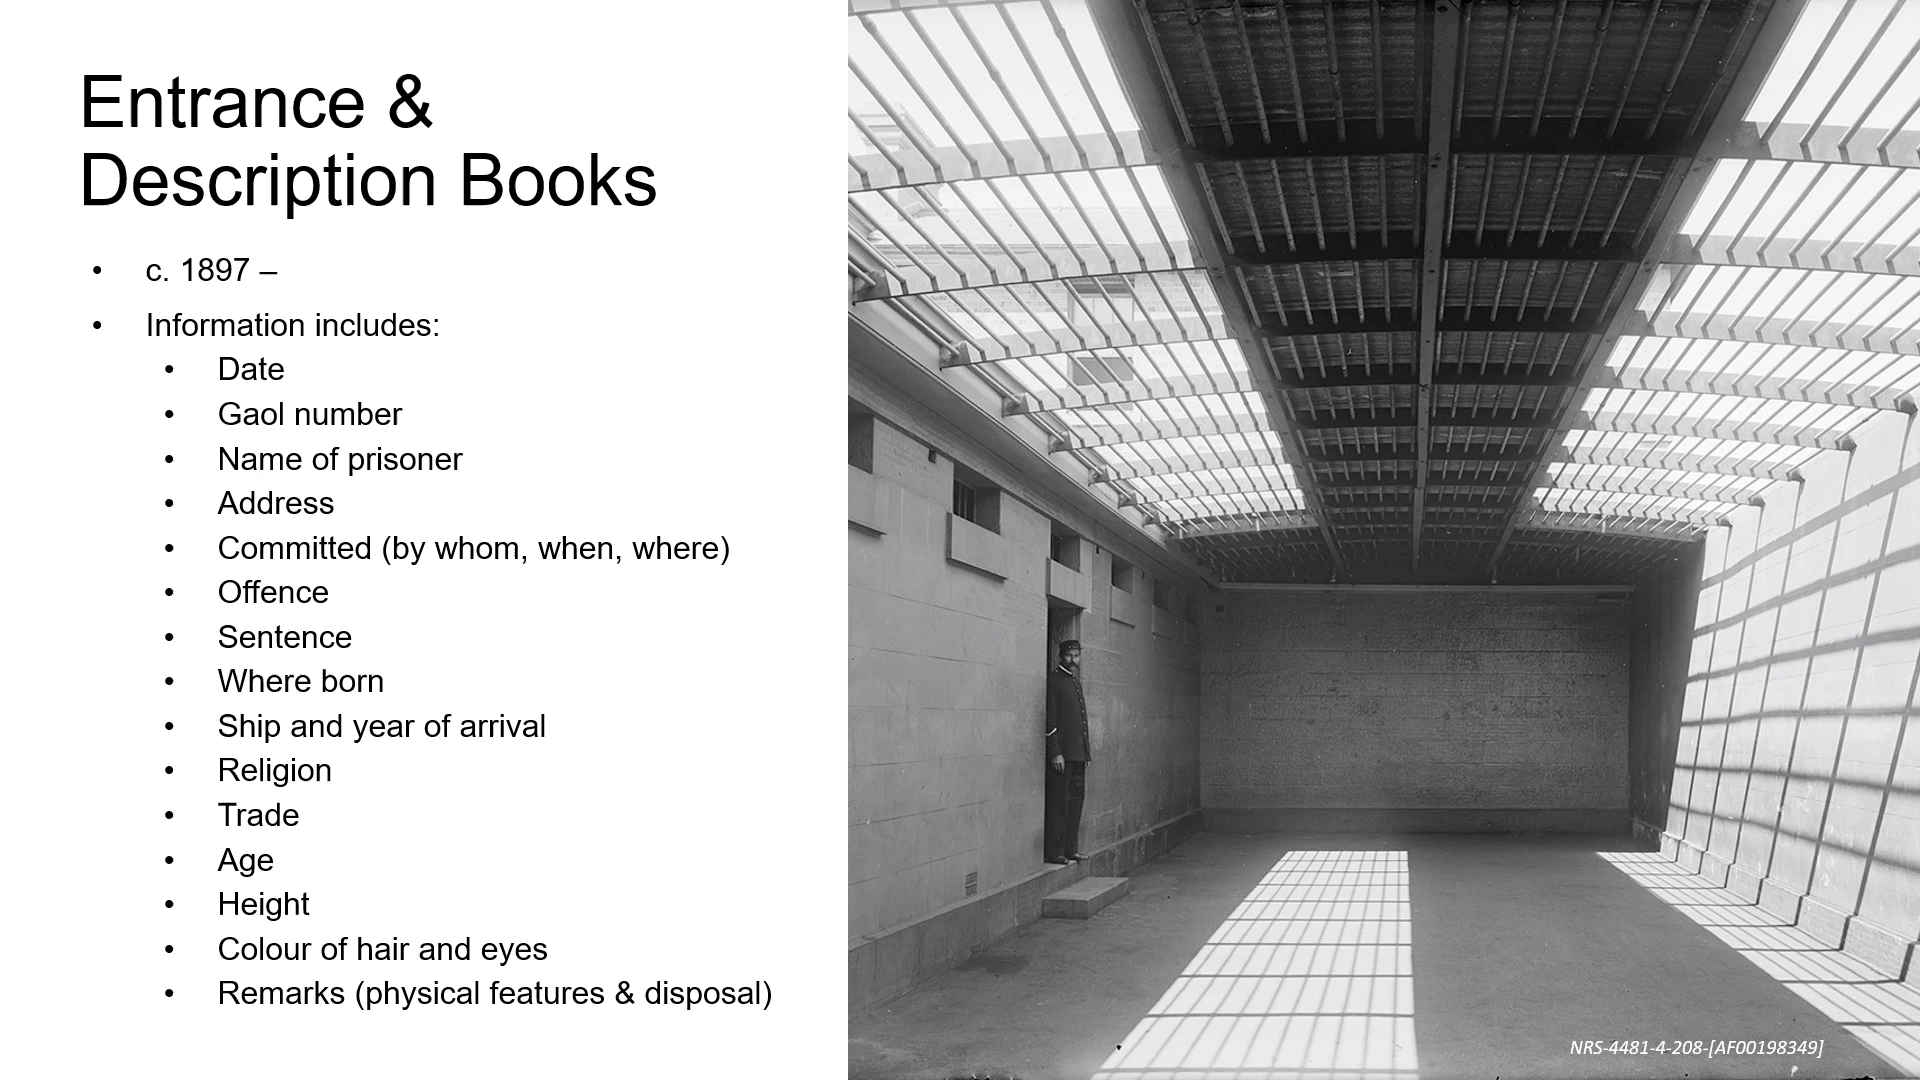 Entrance &
Description Books
• c. 1897 –
• Information includes:
• Date
• Gaol number
• Name of prisoner
• Address
• Committed (by whom, when, where)
• Offence
• Sentence
• Where born
• Ship and year of arrival
• Religion
• Trade
• Age
• Height
• Colour of hair and eyes
• Remarks (physical features & disposal)
NRS-4481-4-208-[AF00198349]